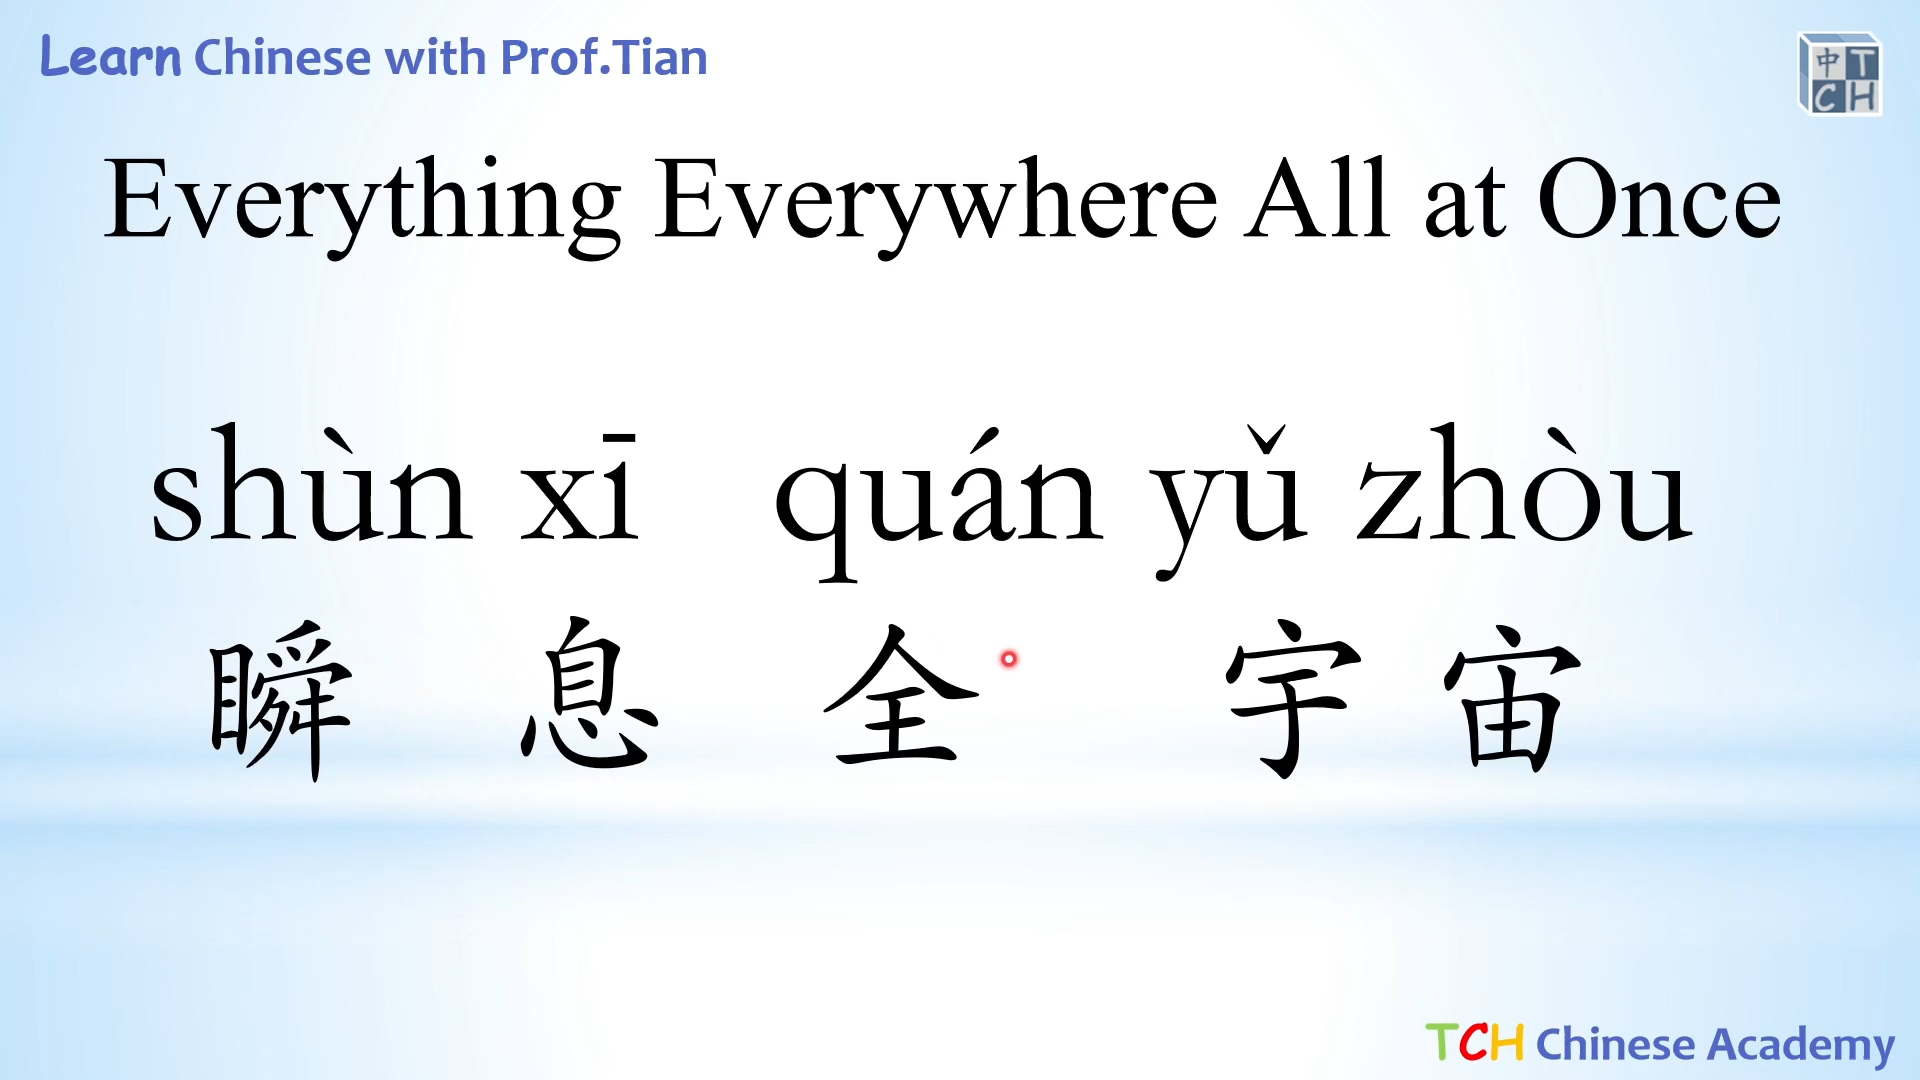 Learn Chinese with Prof.Tian
中T
CH
Everything Everywhere All at Once
shùn xī quán yǔ zhòu
瞬 息 全 宇 宙
TCH Chinese Academy